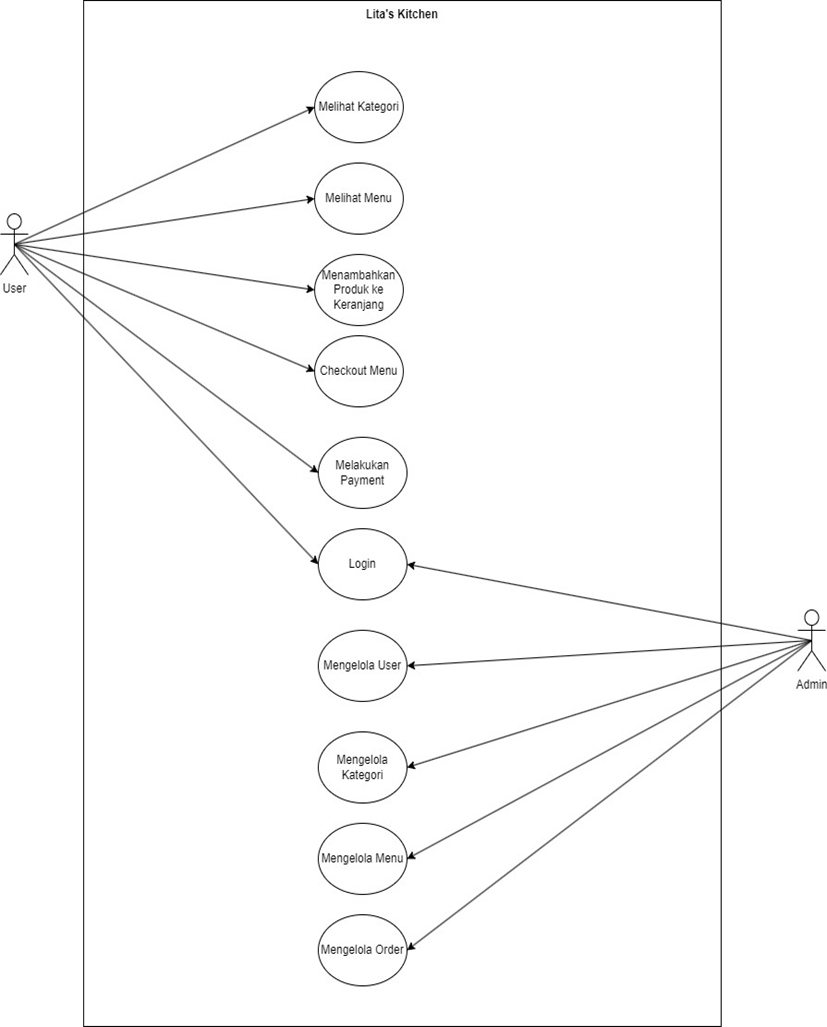 Lita's Kitchen
Melihat Kategori
Melihat Menu
User
Menambahkan
Produk ke
Keranjang
Checkout Menu
Melakukan
Payment
Login
Mengelola User
Admin
Mengelola
Kategori
Mengelola Menu
Mengelola Order